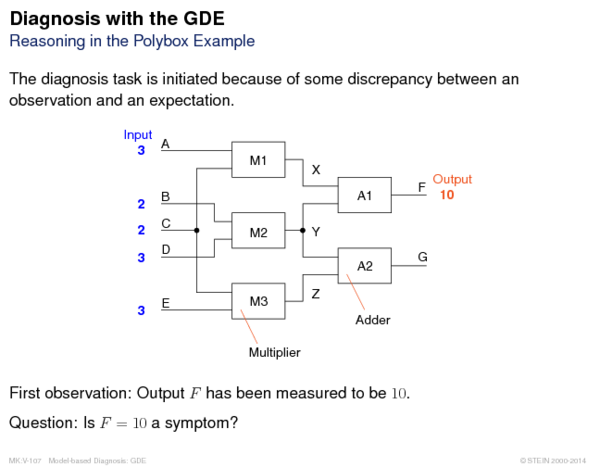 Diagnosis with the GDE
Reasoning in the Polybox Example
The diagnosis task is initiated because of some discrepancy between an
observation and an expectation.
Input
3 A
M1
X
Output
F 10
A1
2 B
2 C
M2
Y
3 D
G
A2
Z
M3
3 E
Adder
Multiplier
First observation: Output F has been measured to be 10.
Question: Is F = 10 a symptom?
MK:V-107 Model-based Diagnosis: GDE © STEIN 2000-2014